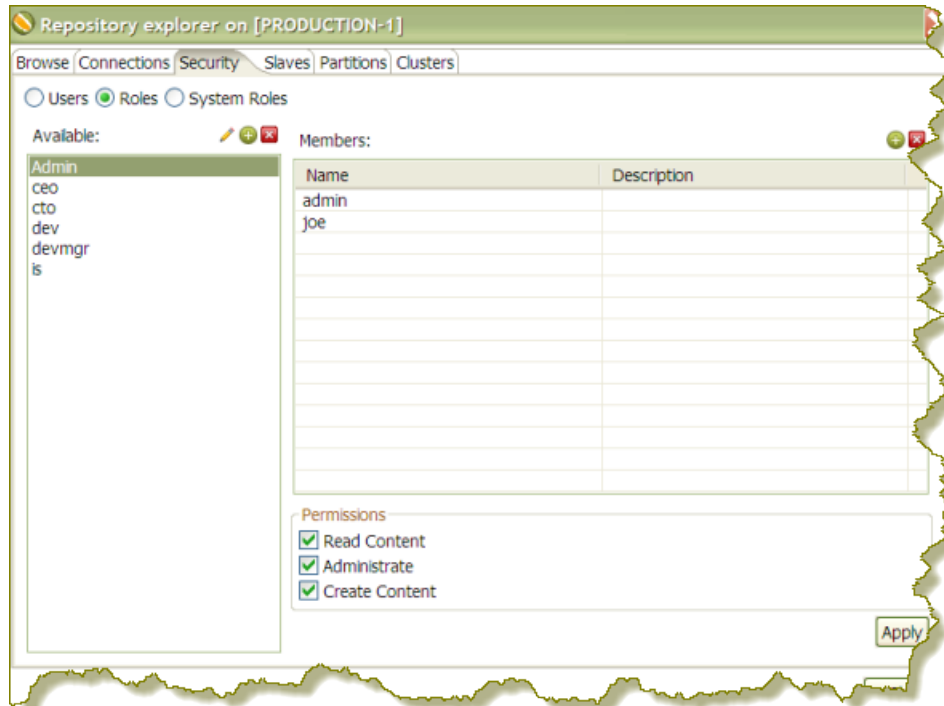 Repository explorer on [PRODUCTION-1]
Browse Connections Security Slaves Partitions Clusters
Users Roles System Roles
Available:
Admin
ceo
cto
dev
devmgr
is
Members:
Name Description
admin
joe
Permissions
Read Content
Administrate
Create Content
Apply